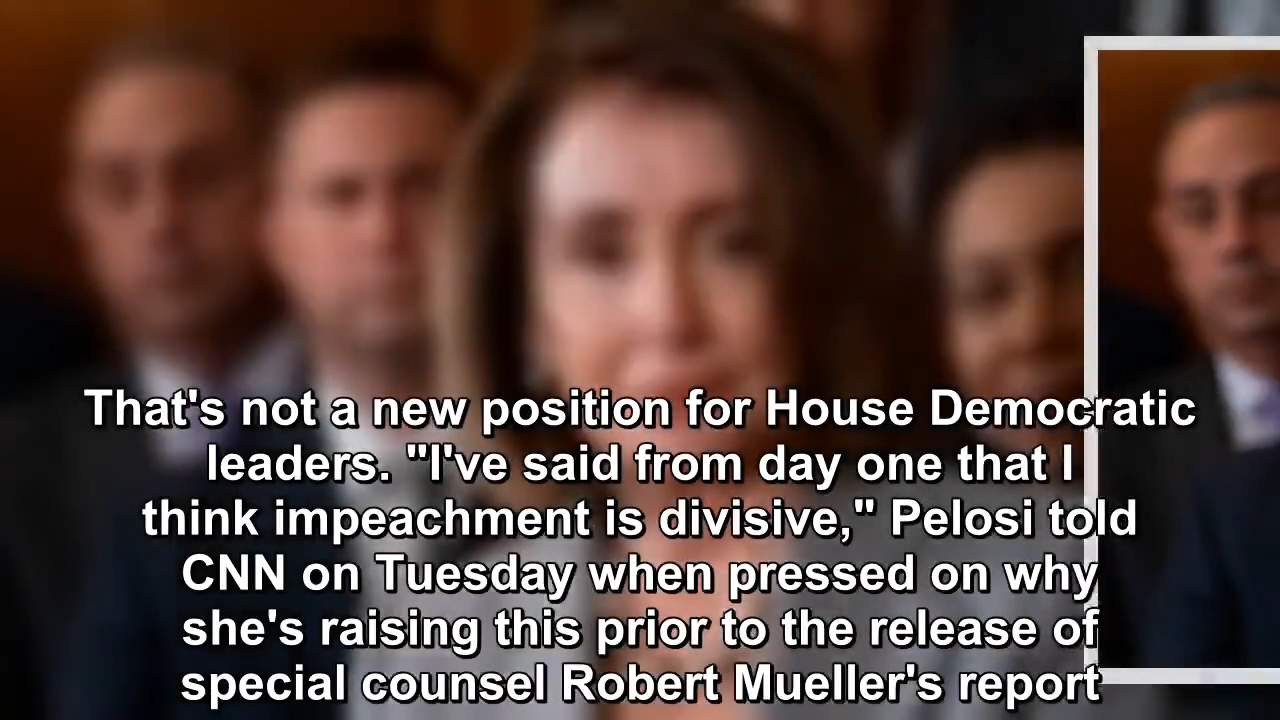 That's not a new position for House Democratic
leaders. "I've said from day one that I
think impeachment is divisive," Pelosi told
CNN on Tuesday when pressed on why
she's raising this prior to the release of
special counsel Robert Mueller's report